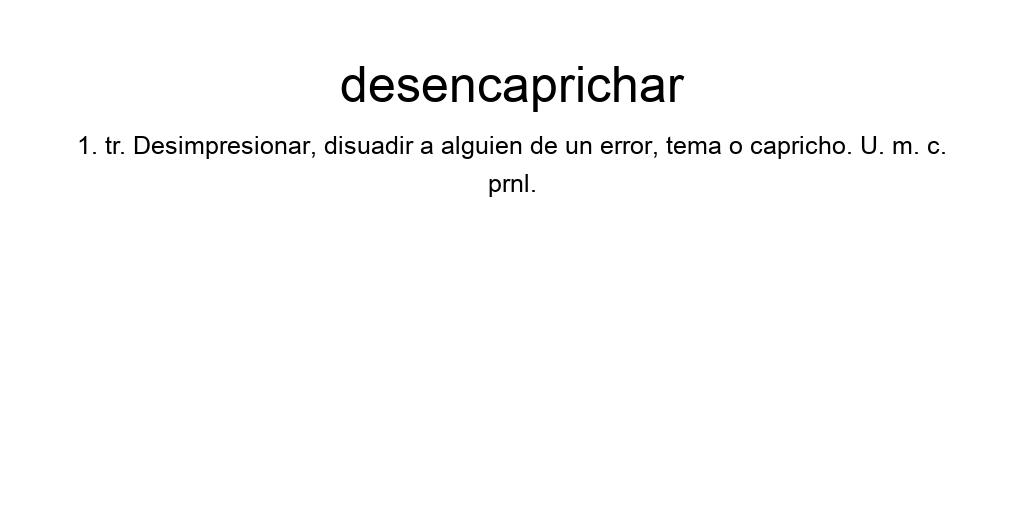 desencaprichar
1. tr. Desimpresionar, disuadir a alguien de un error, tema o capricho. U. m. c.
prnl.